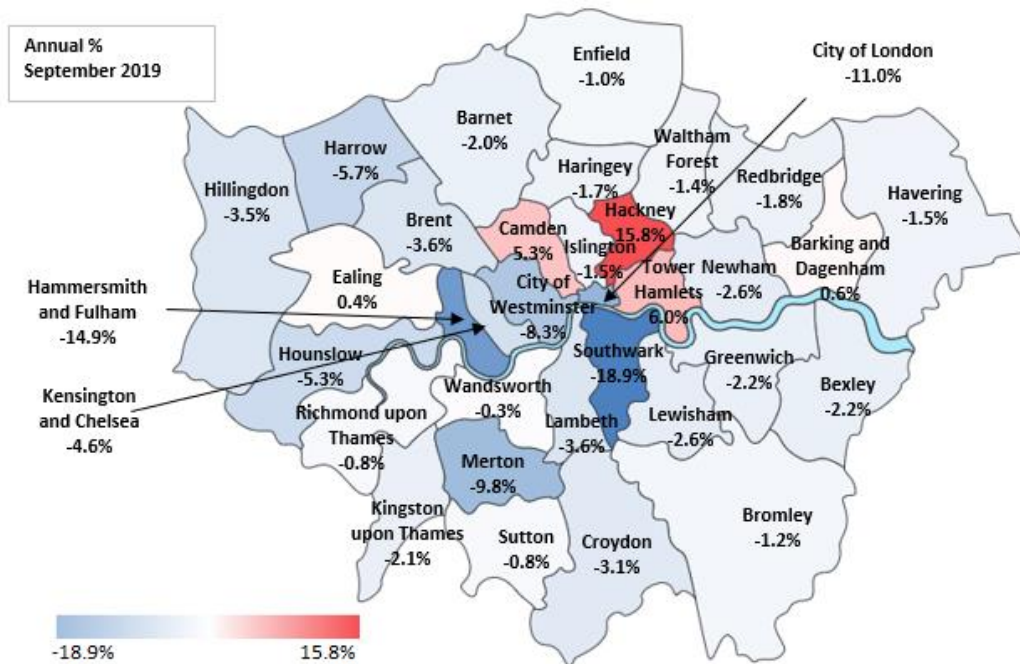 Annual %
September 2019
Enfield
-1.0%
City of London
-11.0%
Barnet
-2.0%
Harrow
-5.7%
Haringey
-1.7%
Waltham
Forest
-1.4%
Redbridge
-1.8%
Havering
-1.5%
Hillingdon
-3.5%
Brent
-3.6%
Camden
5.3%
Islington
-1.5%
Hackney
15.8%
Tower
Hamlets
6.0%
Newham
-2.6%
Barking and
Dagenham
0.6%
Ealing
0.4%
City of
Westminster
-8.3%
Hammersmith
and Fulham
-14.9%
Kensington
and Chelsea
-4.6%
Hounslow
-5.3%
Richmond upon
Thames
-0.8%
Wandsworth
-0.3%
Southwark
-18.9%
Lambeth
-3.6%
Lewisham
-2.6%
Greenwich
-2.2%
Bexley
-2.2%
Merton
-9.8%
Kingston
upon Thames
-2.1%
Sutton
-0.8%
Croydon
-3.1%
Bromley
-1.2%
-18.9%
15.8%